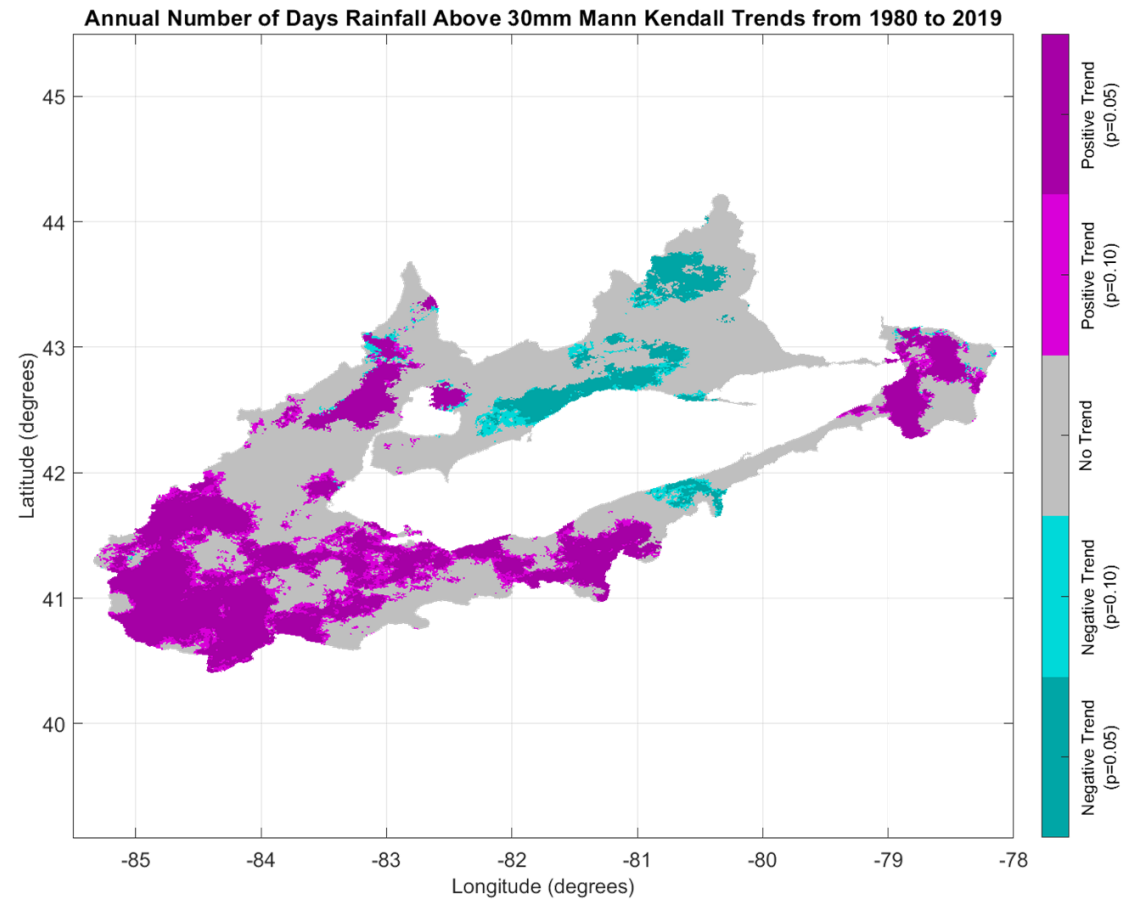 Annual Number of Days Rainfall Above 30mm Mann Kendall Trends from 1980 to 2019
45
44
43
42
41
40
Latitude (degrees)
-85
-84
-83
-82
-81
-80
-79
-78
Longitude (degrees)
Positive Trend
(p=0.05)
Positive Trend
(p=0.10)
No Trend
Negative Trend
(p=0.10)
Negative Trend
(p=0.05)